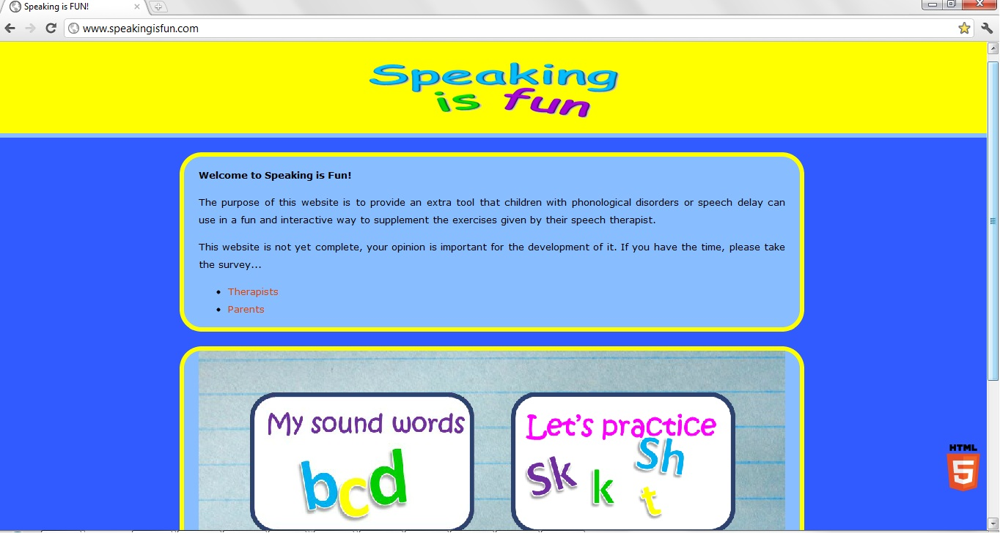 Speaking is FUN!
www.speakingisfun.com
Speaking
is fun
Welcome to Speaking is Fun!
The purpose of this website is to provide an extra tool that children with phonological disorders or speech delay can
use in a fun and interactive way to supplement the exercises given by their speech therapist.
This website is not yet complete, your opinion is important for the development of it. If you have the time, please take
the survey...
• Therapists
• Parents
My sound words
bcd
Let's practice
sk k sh t
HTML
5